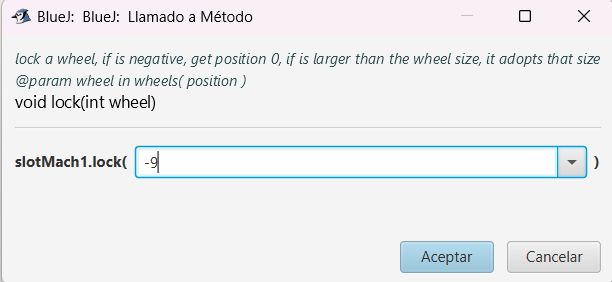 BlueJ: BlueJ: Llamado a Método
lock a wheel, if is negative, get position 0, if is larger than the wheel size, it adopts that size
@param wheel in wheels( position )
void lock(int wheel)
slotMach1.lock( -9 )
Aceptar Cancelar